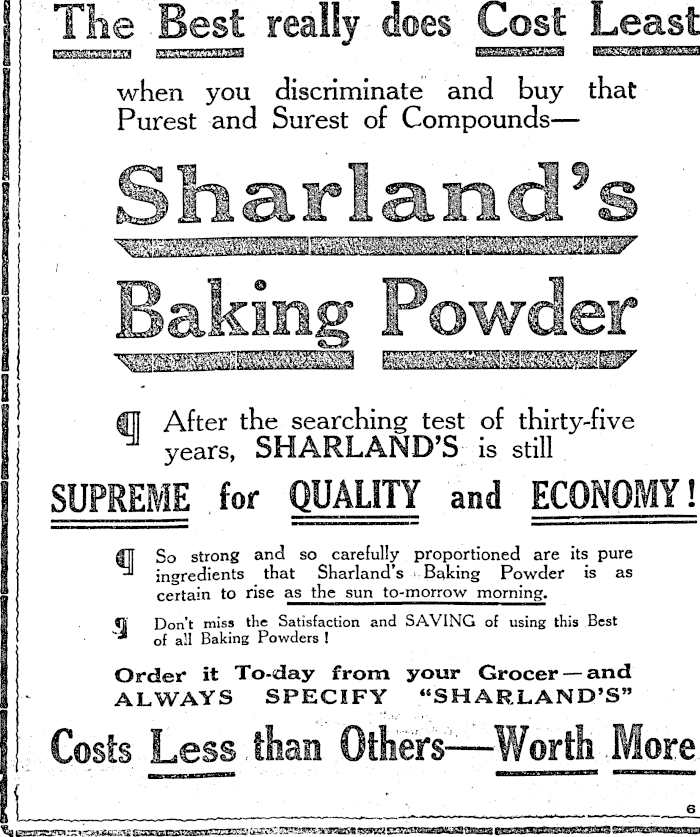 The Best really does Cost Least
when you discriminate and buy that
Purest and Surest of Compounds—
Sharland's
Baking Powder
¶ After the searching test of thirty-five
years, SHARLAND'S is still
SUPREME for QUALITY and ECONOMY!
¶ So strong and so carefully proportioned are its pure
ingredients that Sharland's Baking Powder is as
certain to rise as the sun to-morrow morning.
¶ Don't miss the Satisfaction and SAVING of using this Best
of all Baking Powders!
Order it To-day from your Grocer—and
ALWAYS SPECIFY "SHARLAND'S"
Costs Less than Others—Worth More
6